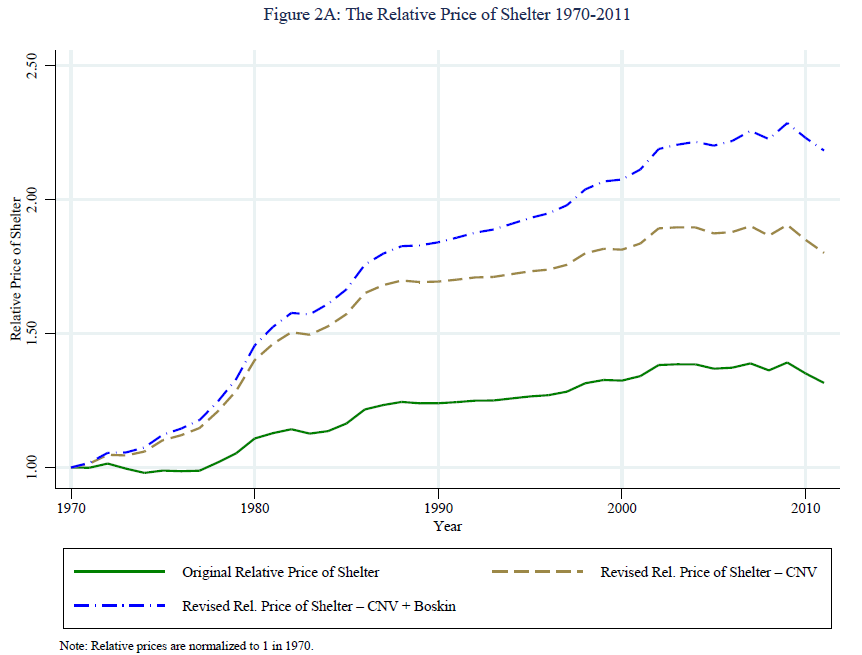 Figure 2A: The Relative Price of Shelter 1970-2011
2.50
2.00
1.50
1.00
Relative Price of Shelter
1970
1980
1990
2000
2010
Year
Original Relative Price of Shelter
Revised Rel. Price of Shelter – CNV
Revised Rel. Price of Shelter – CNV + Boskin
Note: Relative prices are normalized to 1 in 1970.